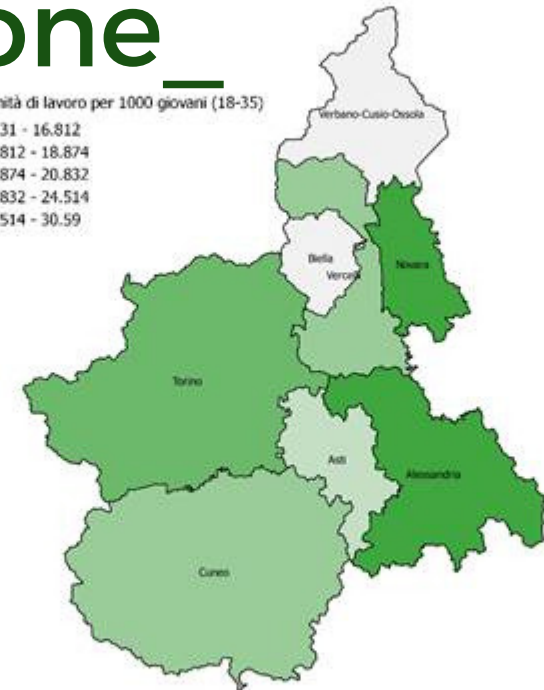 one_
nità di lavoro per 1000 giovani (18-35)
31 - 16.812
812 - 18.874
874 - 20.832
832 - 24.514
514 - 30.59
Verbano-Cusio-Ossola
Biella
Vercelli
Novara
Torino
Asti
Alessandria
Cuneo